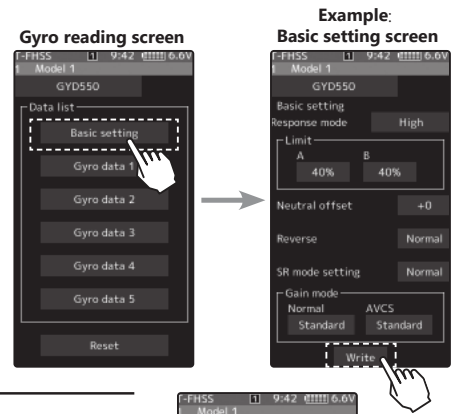 Gyro reading screen
T-FHSS 1 9:42 6.6V
1 Model 1
GYD550
Data list
Basic setting
Gyro data 1
Gyro data 2
Gyro data 3
Gyro data 4
Gyro data 5
Reset
Example:
Basic setting screen
T-FHSS 1 9:42 6.6V
1 Model 1
GYD550
Basic setting
Response mode High
Limit
A B
40% 40%
Neutral offset +0
Reverse Normal
SR mode setting Normal
Gain mode
Normal AVCS
Standard Standard
Write
T-FHSS 1 9:42 6.6V
Model 1